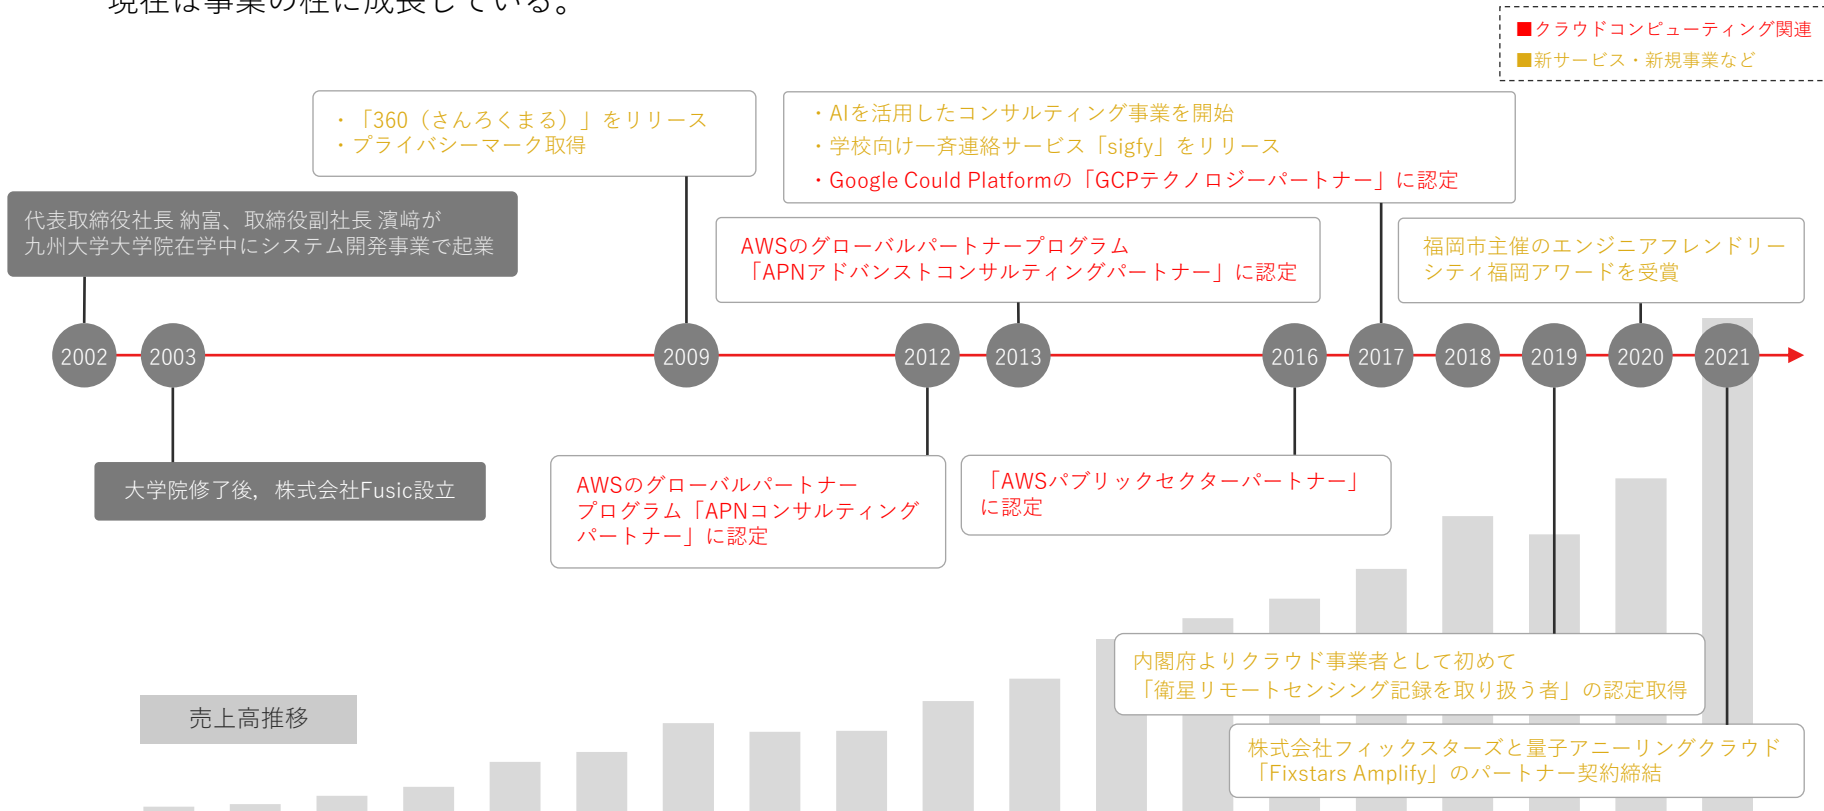 現在は事業の柱に成長している。
■クラウドコンピューティング関連
■新サービス・新規事業など
・「360（さんろくまる）」をリリース
・プライバシーマーク取得
・AIを活用したコンサルティング事業を開始
・学校向け一斉連絡サービス「sigfy」をリリース
・Google Could Platformの「GCPテクノロジーパートナー」に認定
代表取締役社長 納富、取締役副社長 濱﨑が
九州大学大学院在学中にシステム開発事業で起業
AWSのグローバルパートナープログラム
「APNアドバンストコンサルティングパートナー」に認定
福岡市主催のエンジニアフレンドリー
シティ福岡アワードを受賞
2002
2003
2009
2012
2013
2016
2017
2018
2019
2020
2021
大学院修了後，株式会社Fusic設立
AWSのグローバルパートナー
プログラム「APNコンサルティング
パートナー」に認定
「AWSパブリックセクターパートナー」
に認定
内閣府よりクラウド事業者として初めて
「衛星リモートセンシング記録を取り扱う者」の認定取得
売上高推移
株式会社フィックスターズと量子アニーリングクラウド
「Fixstars Amplify」のパートナー契約締結